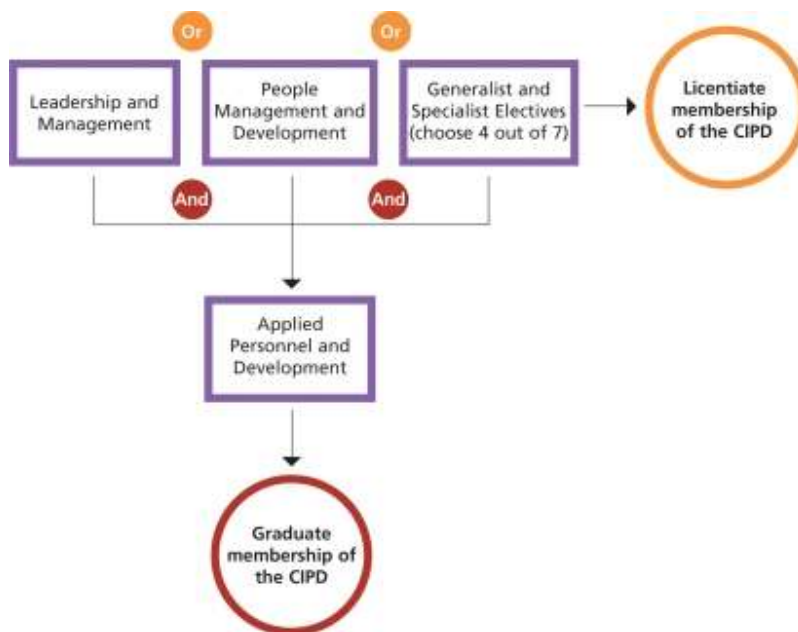 Or
Or
Leadership and
Management
People
Management and
Development
Generalist and
Specialist Electives
(choose 4 out of 7)
Licentiate
membership
of the CIPD
And
And
Applied
Personnel and
Development
Graduate
membership of
the CIPD